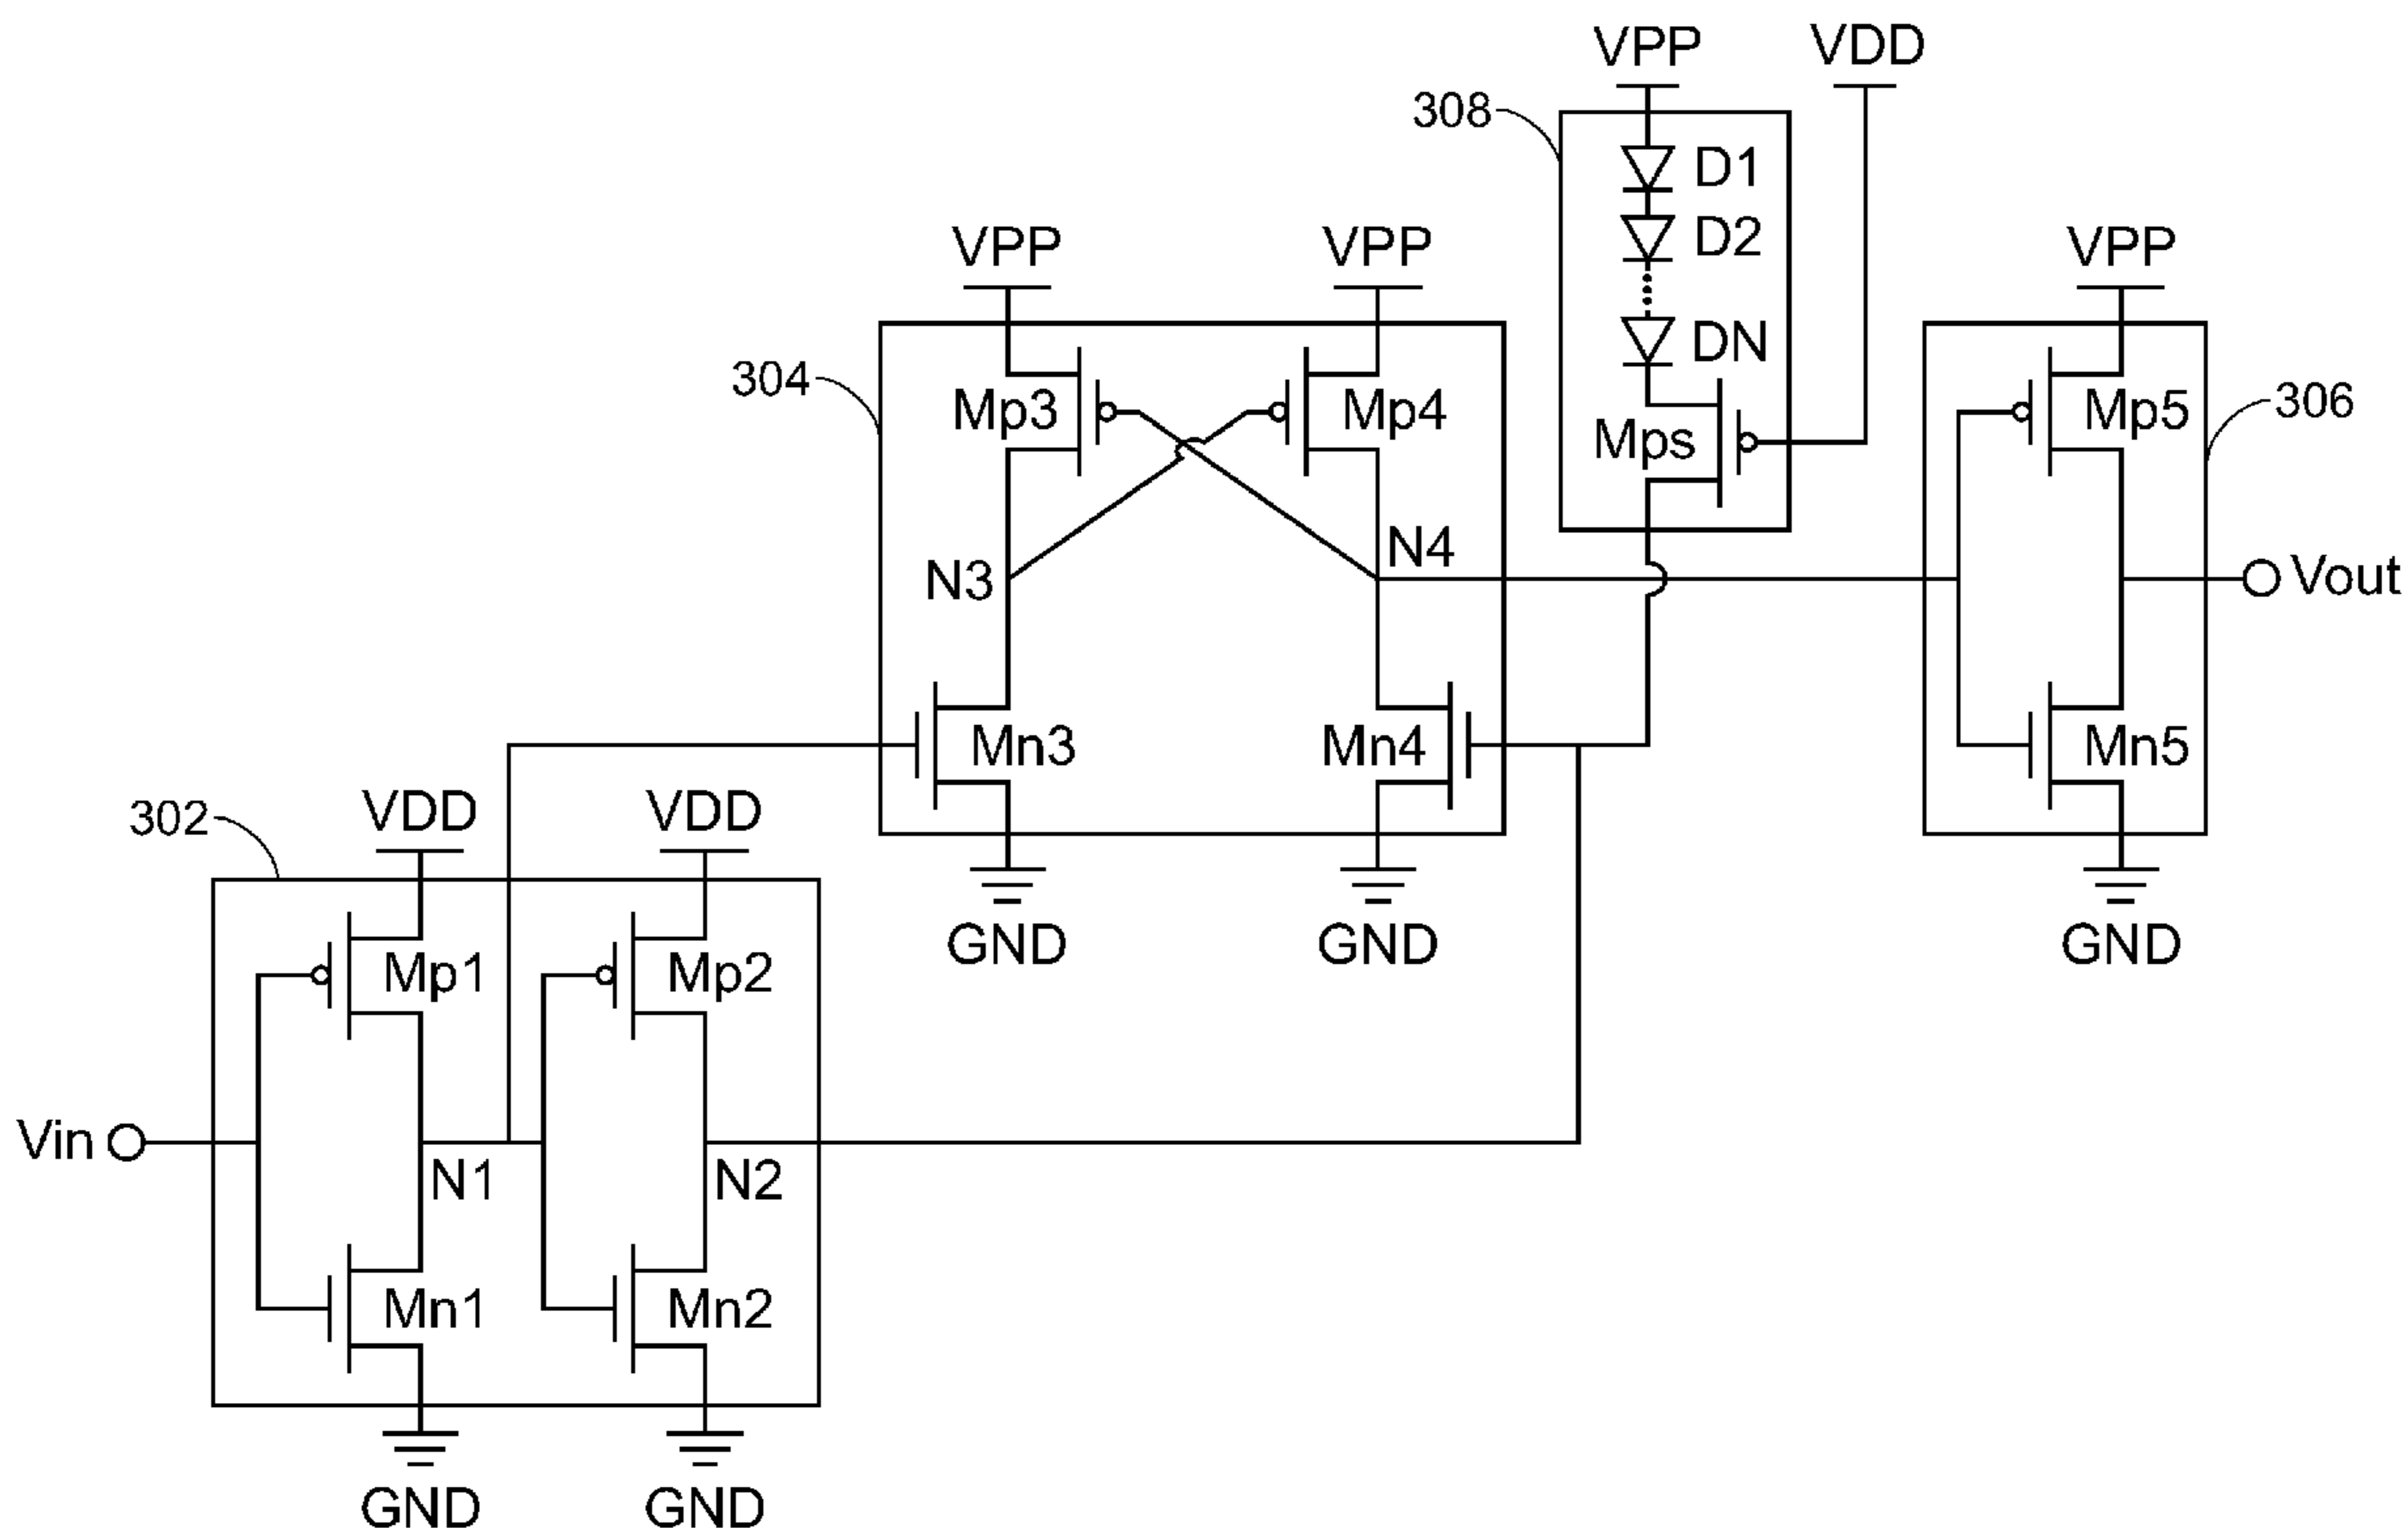 VPP
VDD
308
D1
D2
DN
Mps
VPP
VPP
VPP
304
Mp3
Mp4
Mp5
306
N3
N4
Vout
Mn3
Mn4
Mn5
302
VDD
VDD
GND
GND
GND
Mp1
Mp2
Vin
N1
N2
Mn1
Mn2
GND
GND